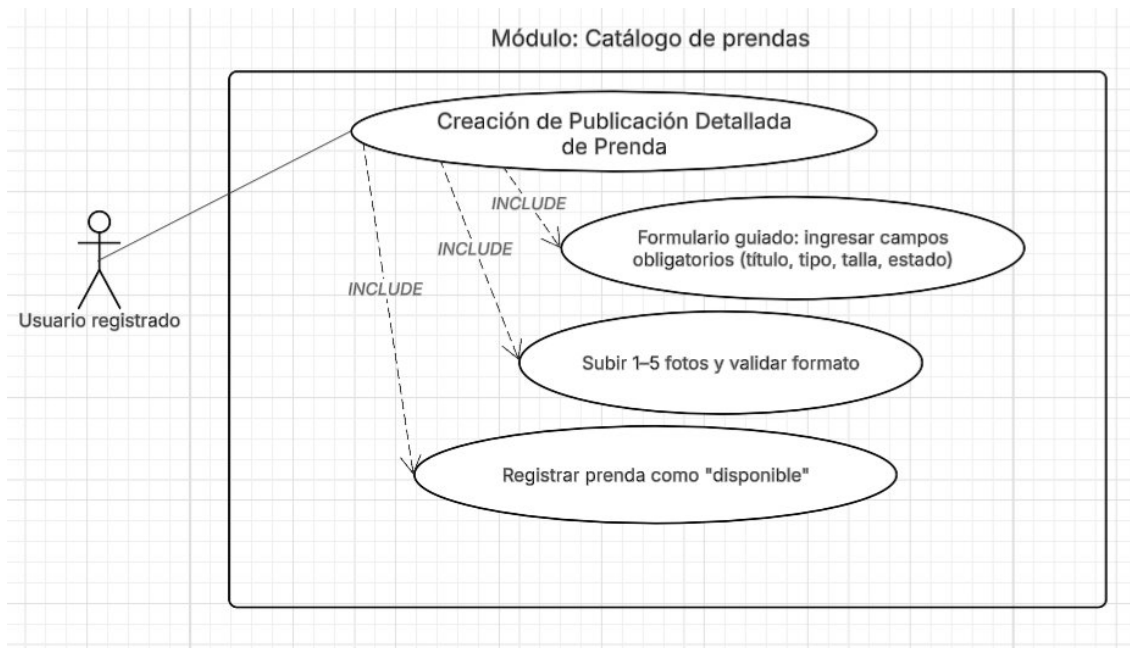 Módulo: Catálogo de prendas
Creación de Publicación Detallada
de Prenda
INCLUDE
Formulario guiado: ingresar campos
obligatorios (título, tipo, talla, estado)
INCLUDE
INCLUDE
Usuario registrado
Subir 1–5 fotos y validar formato
Registrar prenda como "disponible"